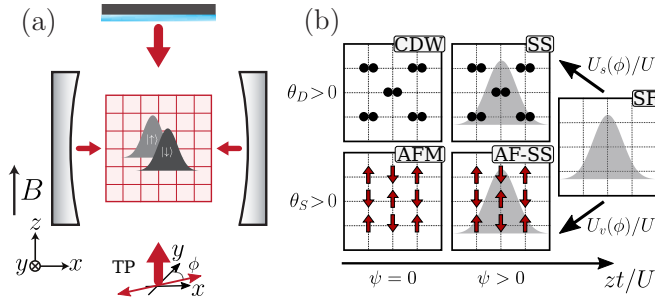 (a)
|↑⟩
|↓⟩
B
z
y
x
TP
y
ϕ
x
(b)
CDW
SS
U_s(ϕ)/U
θ_D > 0
SF
AFM
AF-SS
θ_S > 0
U_v(ϕ)/U
ψ = 0
ψ > 0
zt/U